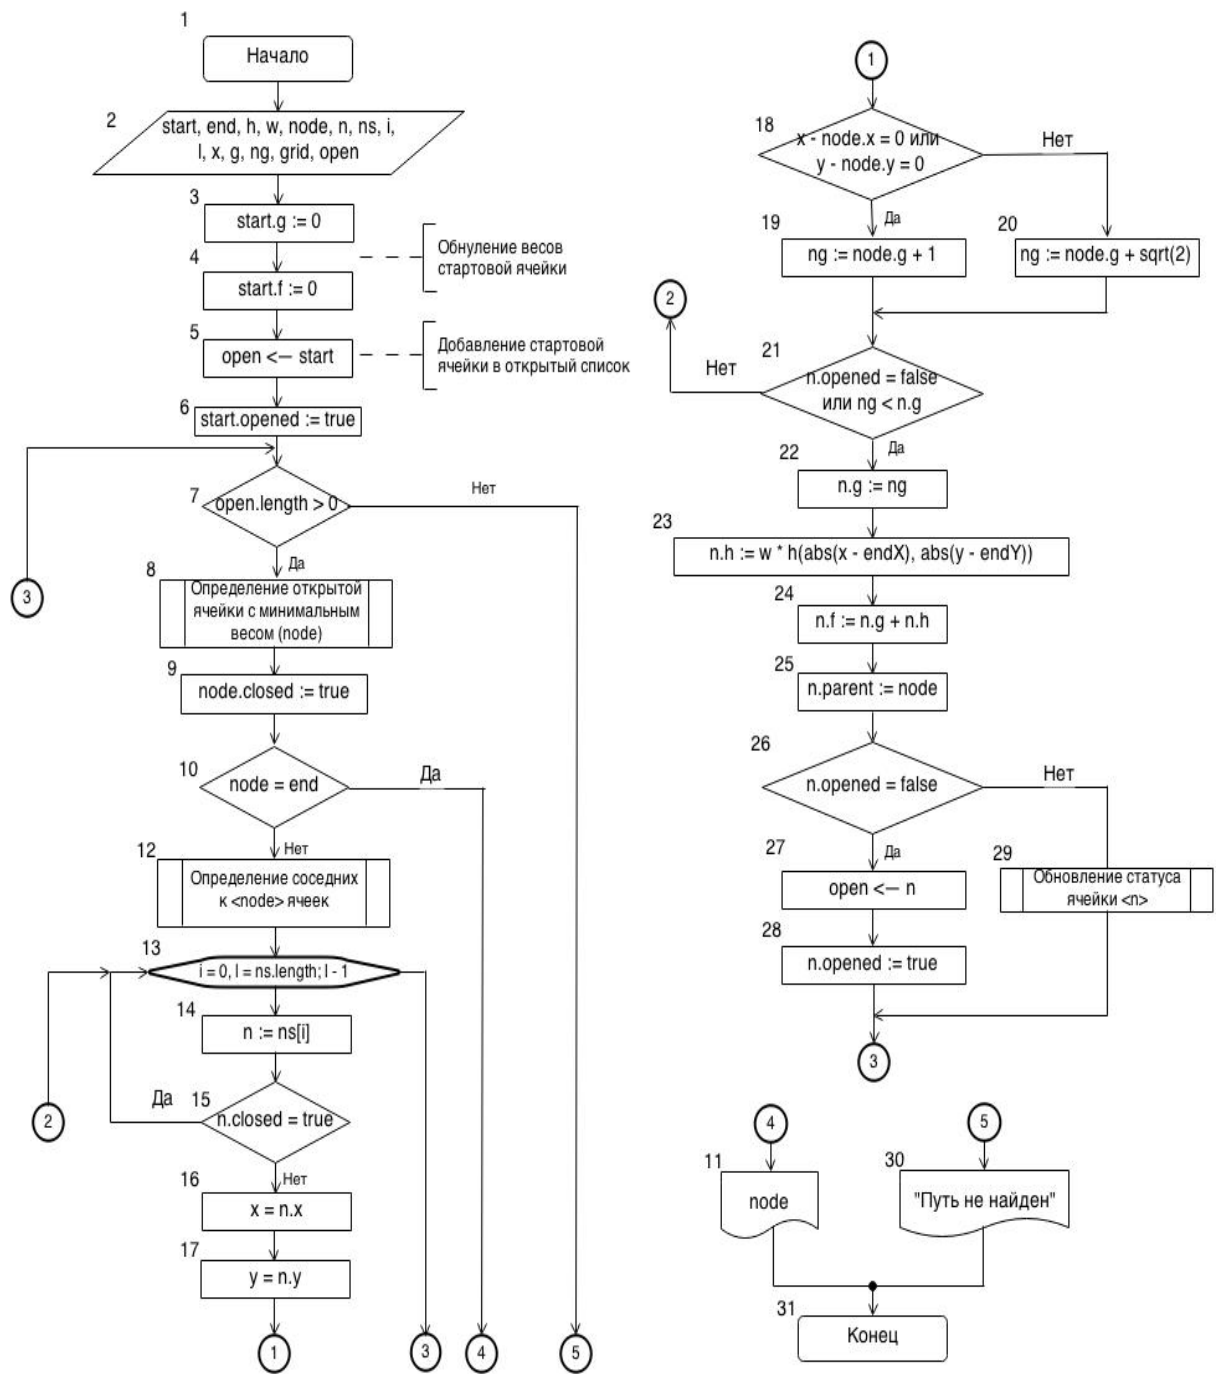 1
Начало
2
start, end, h, w, node, n, ns, i,
l, x, g, ng, grid, open
3
start.g := 0
4
start.f := 0
Обнуление весов
стартовой ячейки
5
open <— start
Добавление стартовой
ячейки в открытый список
6
start.opened := true
7
open.length > 0
Нет
Да
3
8
Определение открытой
ячейки с минимальным
весом (node)
9
node.closed := true
10
node = end
Да
Нет
12
Определение соседних
к <node> ячеек
13
i = 0, l = ns.length; l - 1
14
n := ns[i]
15
n.closed = true
Да
2
Нет
16
x = n.x
17
y = n.y
1
3
4
5
1
18
x - node.x = 0 или
y - node.y = 0
Нет
Да
19
ng := node.g + 1
20
ng := node.g + sqrt(2)
2
21
n.opened = false
или ng < n.g
Нет
Да
22
n.g := ng
23
n.h := w * h(abs(x - endX), abs(y - endY))
24
n.f := n.g + n.h
25
n.parent := node
26
n.opened = false
Нет
Да
27
open <— n
28
n.opened := true
29
Обновление статуса
ячейки <n>
3
4
5
11
node
30
"Путь не найден"
31
Конец